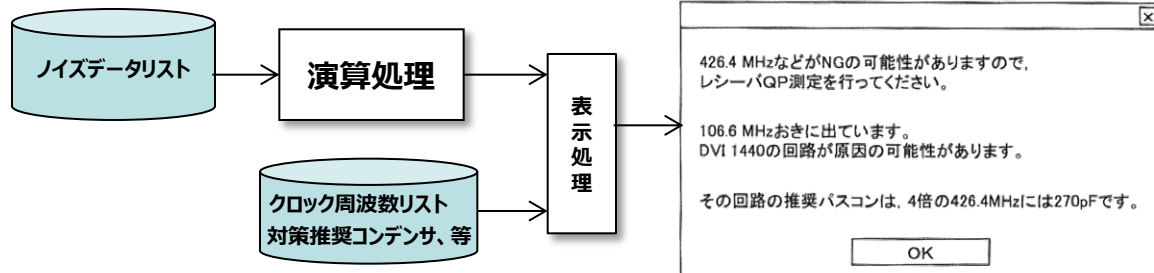 ノイズデータリスト
演算処理
クロック周波数リスト
対策推奨コンデンサ、等
表示処理
426.4 MHzなどがNGの可能性がありますので,
レシーバQP測定を行ってください。
106.6 MHzおきに出ています。
DVI 1440の回路が原因の可能性があります。
その回路の推奨パスコンは, 4倍の426.4MHzには270pFです。
OK